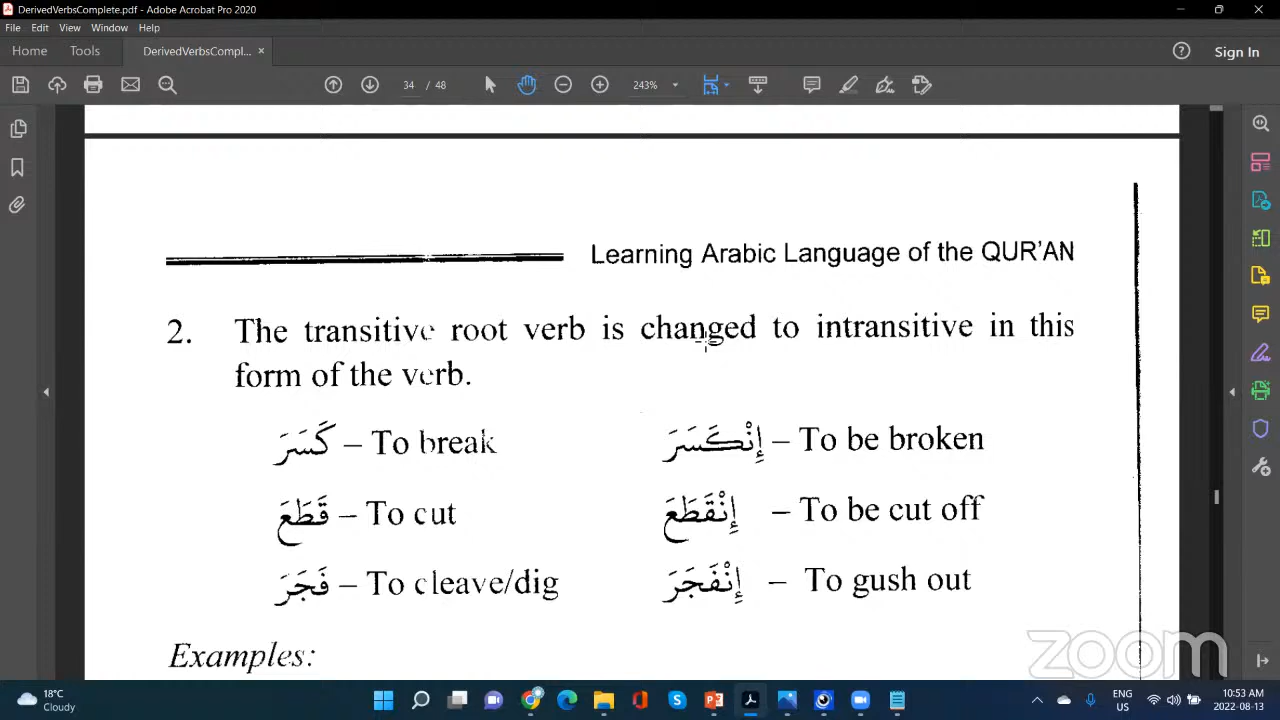 DerivedVerbsComplete.pdf - Adobe Acrobat Pro 2020
File Edit View Window Help
Home Tools DerivedVerbsCompl... × Sign In
34 / 48 243%
Learning Arabic Language of the QUR'AN
2. The transitive root verb is changed to intransitive in this
form of the verb.
كَسَرَ – To break إِنْكَسَرَ – To be broken
قَطَعَ – To cut إِنْقَطَعَ – To be cut off
فَجَرَ – To cleave/dig إِنْفَجَرَ – To gush out
Examples:
zoom
18°C
Cloudy
ENG
US
10:53 AM
2022-08-13